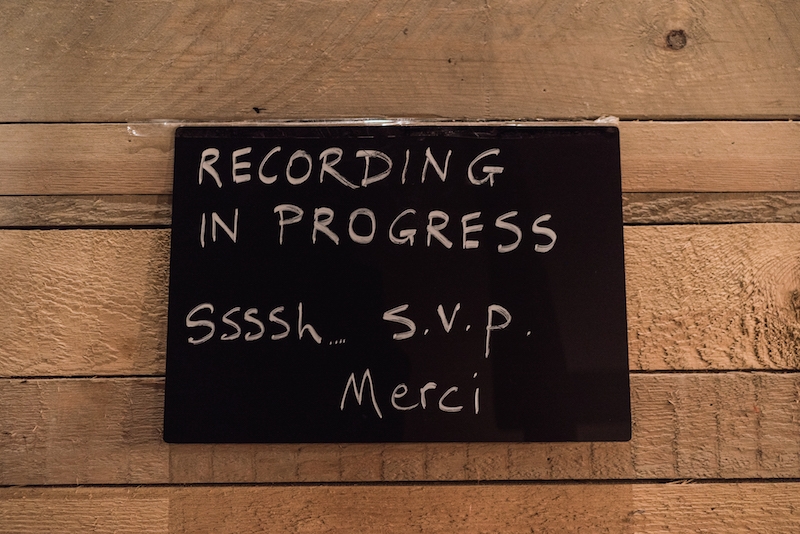 RECORDING
IN PROGRESS
Ssssh.... S.V.P.
Merci